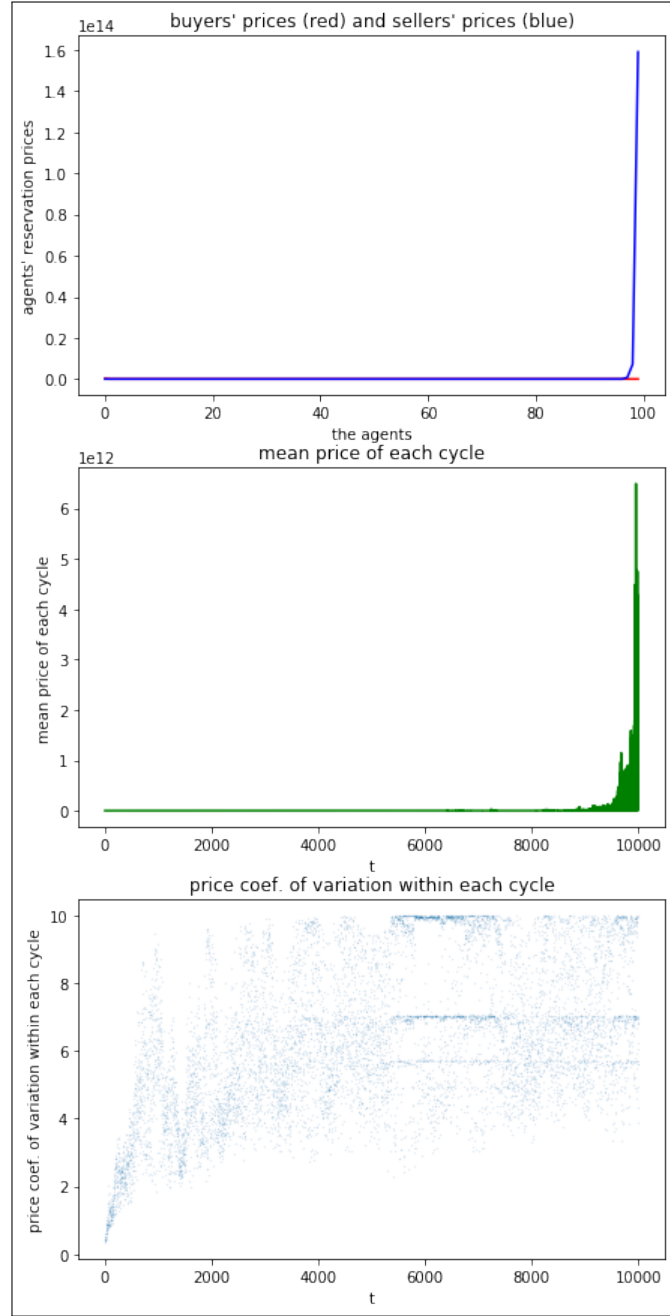 buyers' prices (red) and sellers' prices (blue)
1e14
agents' reservation prices
1.6
1.4
1.2
1.0
0.8
0.6
0.4
0.2
0.0
0 20 40 60 80 100
the agents
mean price of each cycle
1e12
mean price of each cycle
6
5
4
3
2
1
0
0 2000 4000 6000 8000 10000
t
price coef. of variation within each cycle
price coef. of variation within each cycle
10
8
6
4
2
0
0 2000 4000 6000 8000 10000
t